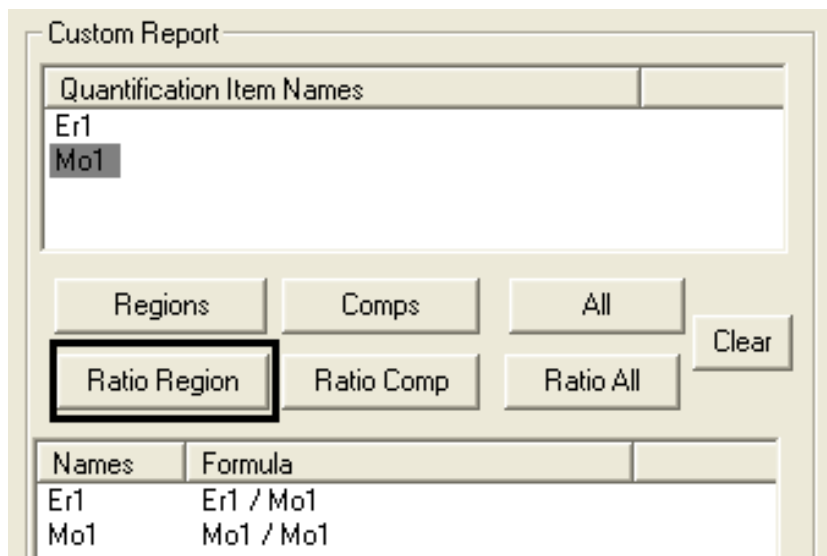 Custom Report
Quantification Item Names
Er1
Mo1
Regions Comps All
Clear
Ratio Region Ratio Comp Ratio All
Names Formula
Er1 Er1 / Mo1
Mo1 Mo1 / Mo1